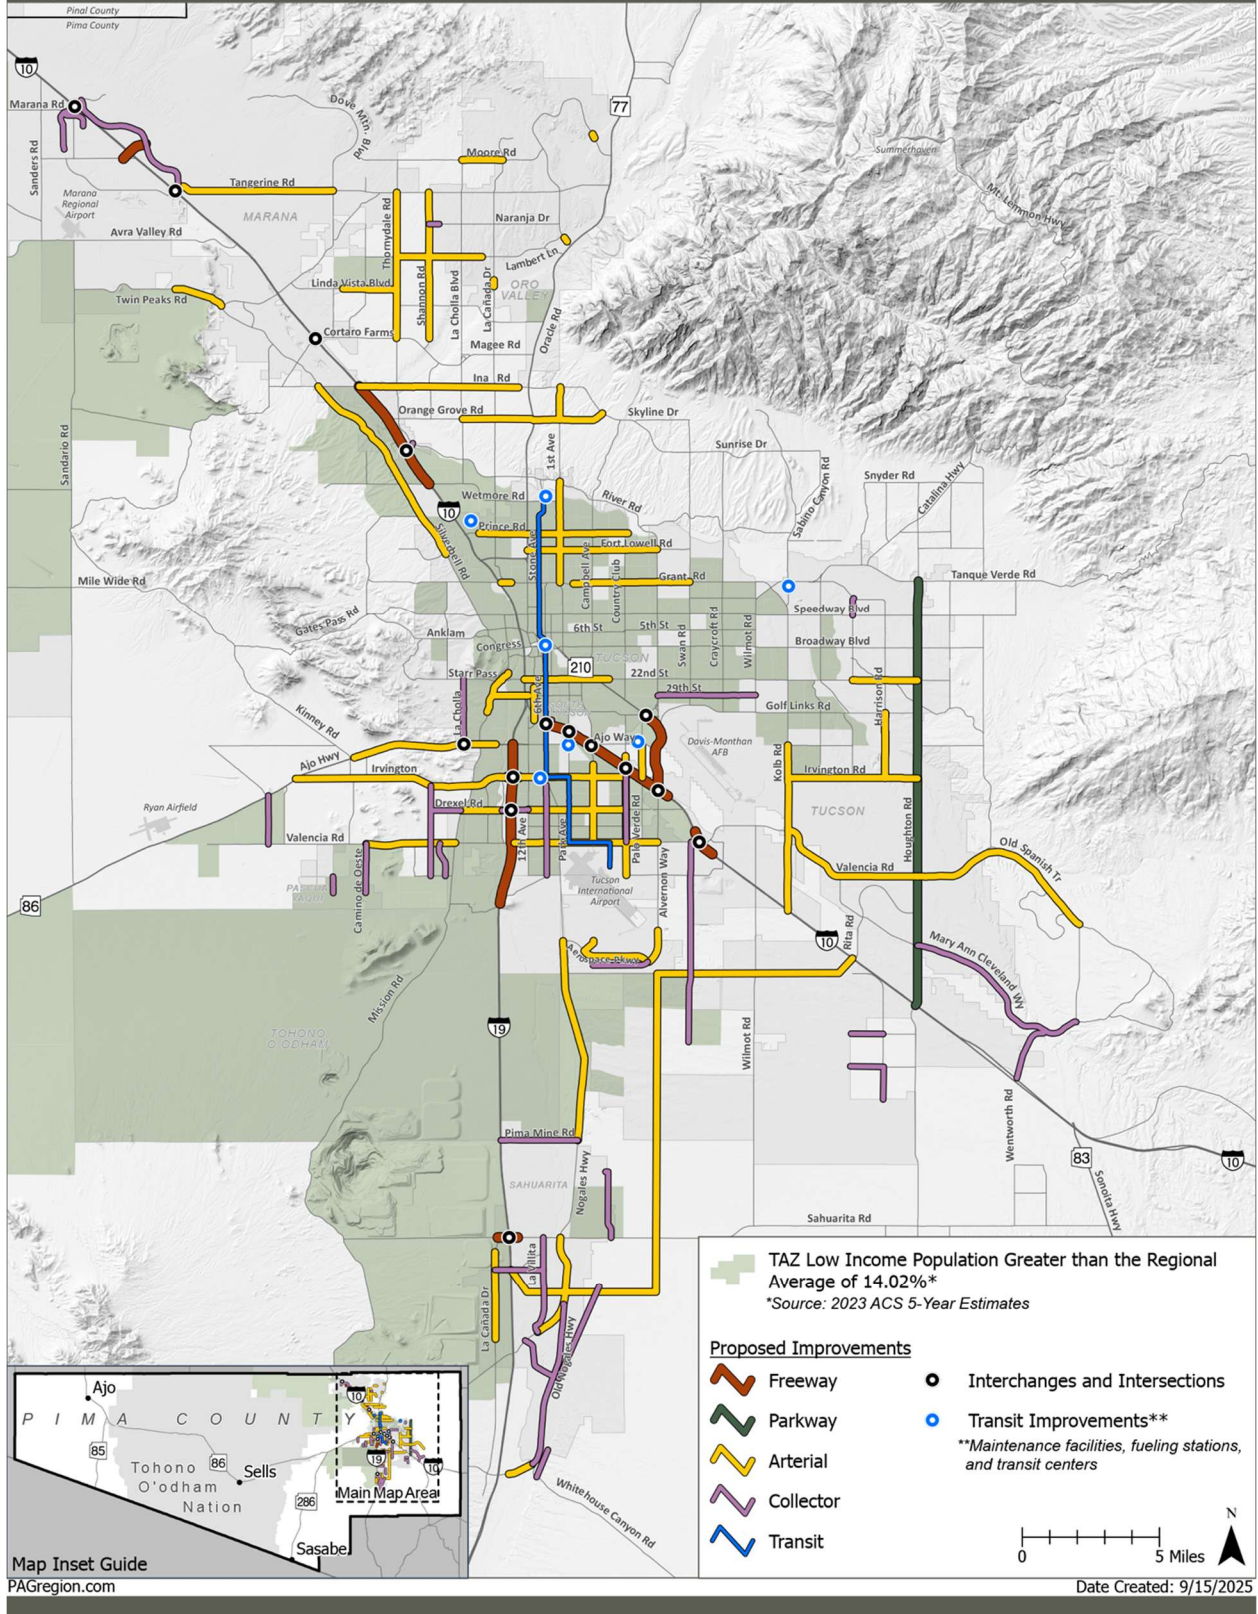 Pinal County
Pima County
10
77
Marana Rd
Dove Mtn. Blvd
Summerhaven
Moore Rd
Sanders Rd
Mt. Lemmon Hwy
Marana
Regional
Airport
Tangerine Rd
MARANA
Thornydale Rd
Naranja Dr
Avra Valley Rd
Lambert Ln
Linda Vista Blvd
Shannon Rd
La Cholla Blvd
La Cañada Dr
ORO
VALLEY
Twin Peaks Rd
Cortaro Farms
Magee Rd
Oracle Rd
Ina Rd
Orange Grove Rd
Skyline Dr
Sandario Rd
1st Ave
Sunrise Dr
Snyder Rd
Catalina Hwy
Sabino Canyon Rd
Wetmore Rd
River Rd
10
Prince Rd
Silverbell Rd
Stone Ave
Fort Lowell Rd
Campbell Ave
Country Club
Grant Rd
Tanque Verde Rd
Mile Wide Rd
Speedway Blvd
Gates Pass Rd
Anklam
6th St
5th St
Swan Rd
Craycroft Rd
Wilmot Rd
Broadway Blvd
Congress
TUCSON
210
Starr Pass
22nd St
29th St
Harrison Rd
6th Ave
SOUTH
TUCSON
La Cholla
Golf Links Rd
Kinney Rd
Ajo Way
Davis-Monthan
AFB
Ajo Hwy
Irvington
Kolb Rd
Irvington Rd
Ryan Airfield
Drexel Rd
TUCSON
Houghton Rd
Valencia Rd
12th Ave
Park Ave
Palo Verde Rd
Old Spanish Tr
Camino de Oeste
Valencia Rd
PASCUA
YAQUI
Tucson
International
Airport
Alvernon Way
86
Rita Rd
10
Mary Ann Cleveland Wy
Aerospace Pkwy
Mission Rd
TOHONO
O'ODHAM
19
Wilmot Rd
Wentworth Rd
Pima Mine Rd
83
10
SAHUARITA
Nogales Hwy
Sonoita Hwy
Sahuarita Rd
La Villita
La Cañada Dr
Old Nogales Hwy
Whitehouse Canyon Rd
TAZ Low Income Population Greater than the Regional
Average of 14.02%*
*Source: 2023 ACS 5-Year Estimates
Proposed Improvements
Freeway
Parkway
Arterial
Collector
Transit
Interchanges and Intersections
Transit Improvements**
**Maintenance facilities, fueling stations,
and transit centers
N
0 5 Miles
Ajo
10
PIMA COUNTY
85
86
Tohono
O'odham
Nation
Sells
19
10
286
Main Map Area
Sasabe
Map Inset Guide
PAGregion.com
Date Created: 9/15/2025